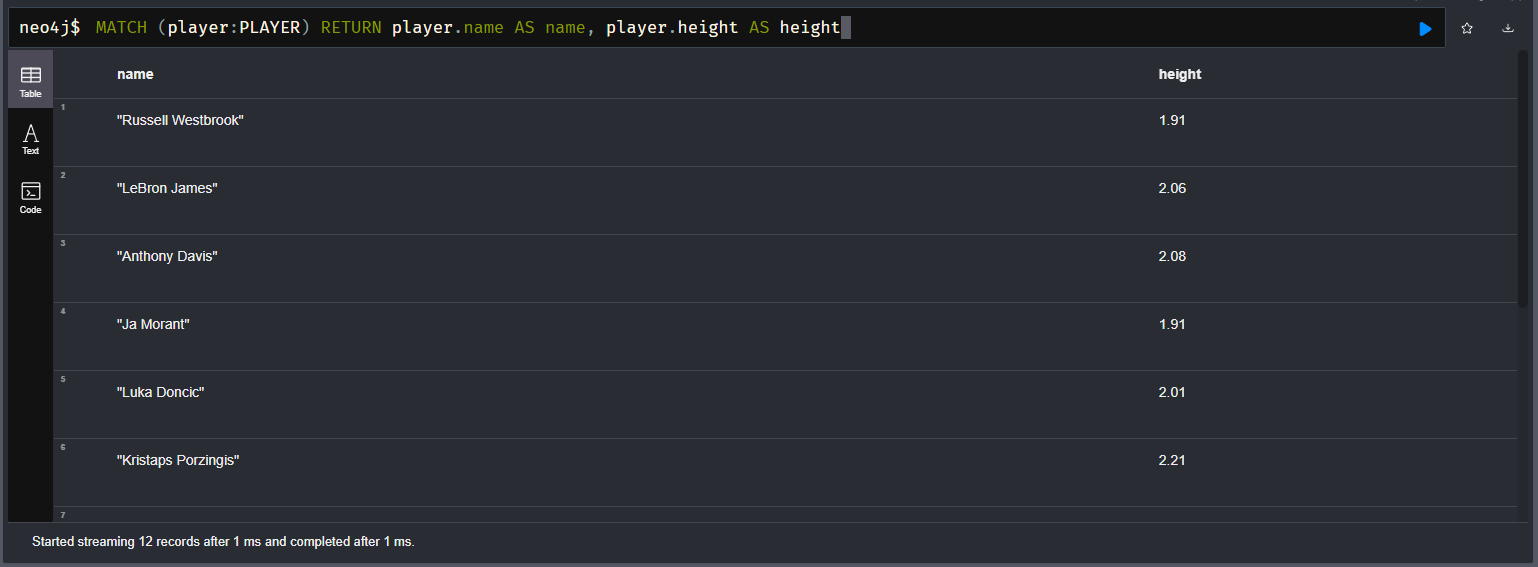 neo4j$ MATCH (player:PLAYER) RETURN player.name AS name, player.height AS height
Table
Text
Code
name height
1 "Russell Westbrook" 1.91
2 "LeBron James" 2.06
3 "Anthony Davis" 2.08
4 "Ja Morant" 1.91
5 "Luka Doncic" 2.01
6 "Kristaps Porzingis" 2.21
7
Started streaming 12 records after 1 ms and completed after 1 ms.